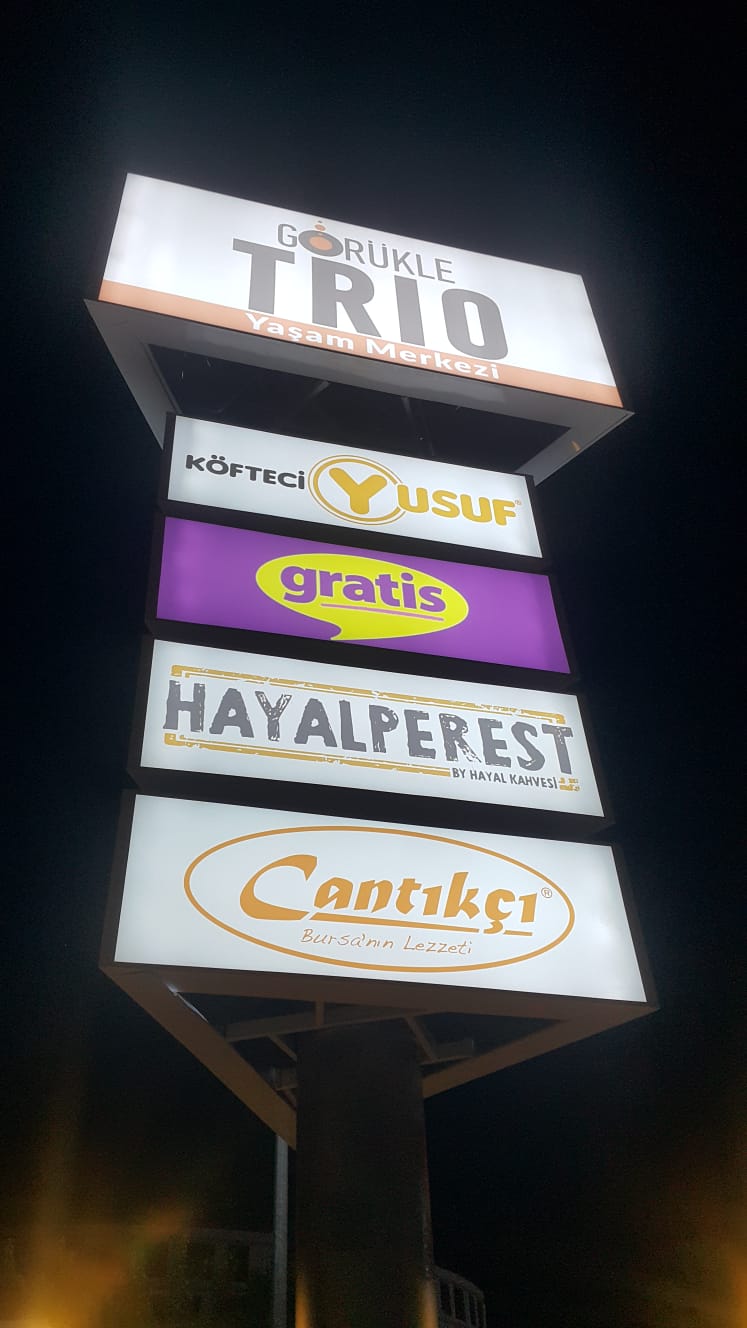 GÖRÜKLE
TRIO
Yaşam Merkezi
KÖFTECİ YUSUF®
gratis
HAYALPEREST
BY HAYAL KAHVESİ
Cantıkçı®
Bursa'nın Lezzeti